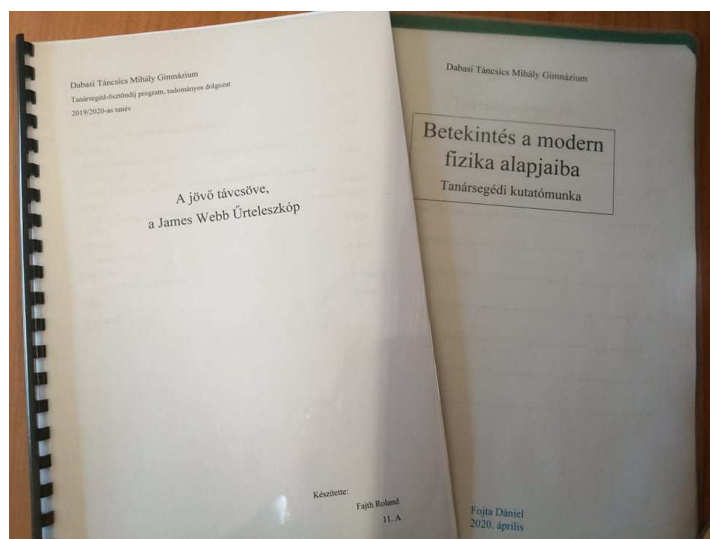 Dabasi Táncsics Mihály Gimnázium
Tanársegéd-ösztöndíj program, tudományos dolgozat
2019/2020-as tanév
A jövő távcsöve,
a James Webb Űrteleszkóp
Készítette:
Fajth Roland
11. A
Dabasi Táncsics Mihály Gimnázium
Betekintés a modern
fizika alapjaiba
Tanársegédi kutatómunka
Fojta Dániel
2020. április